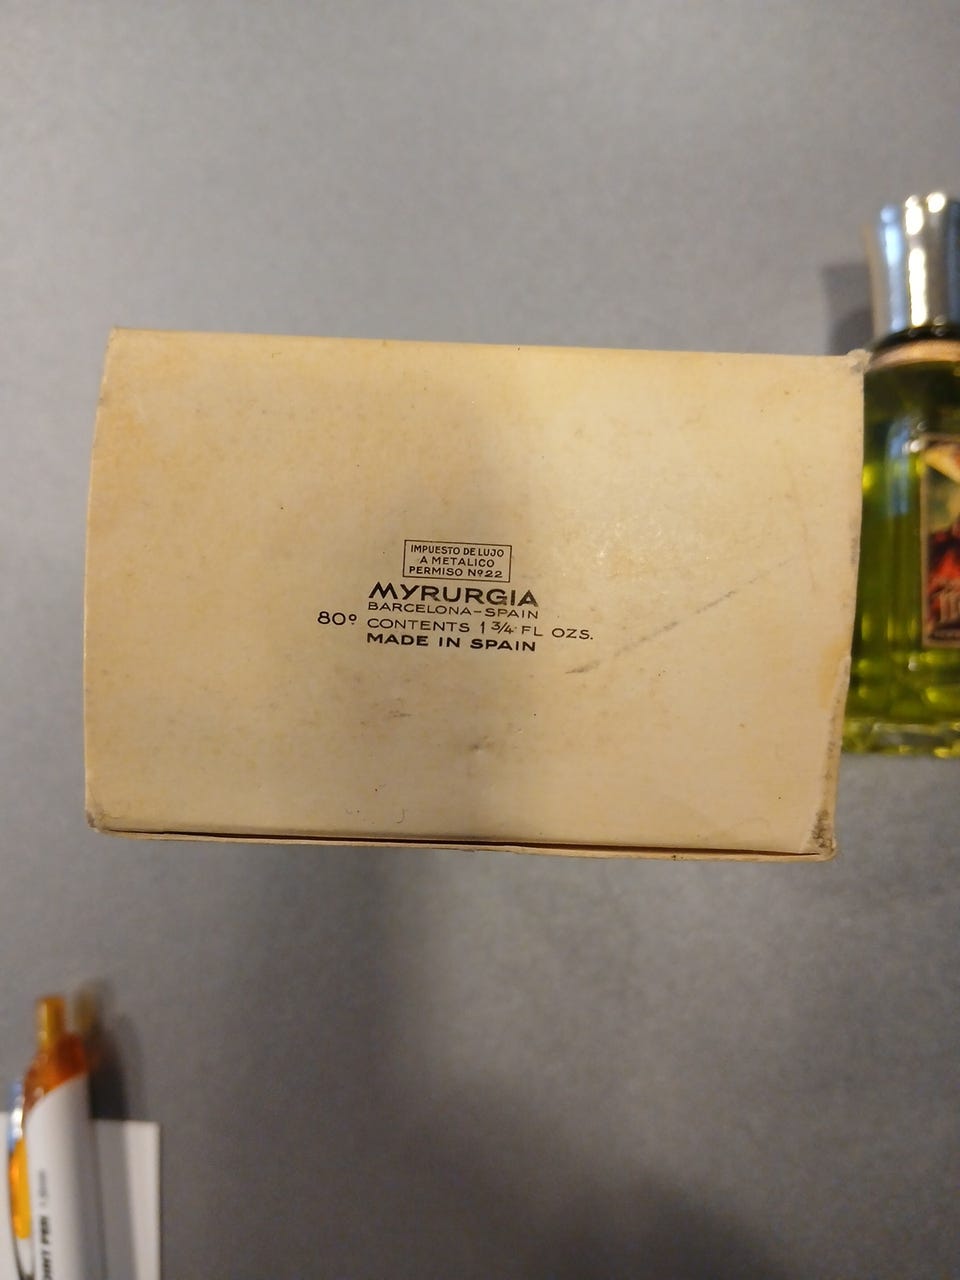 IMPUESTO DE LUJO
A METALICO
PERMISO Nº22
MYRURGIA
BARCELONA-SPAIN
80º CONTENTS 1 3/4 FL OZS.
MADE IN SPAIN